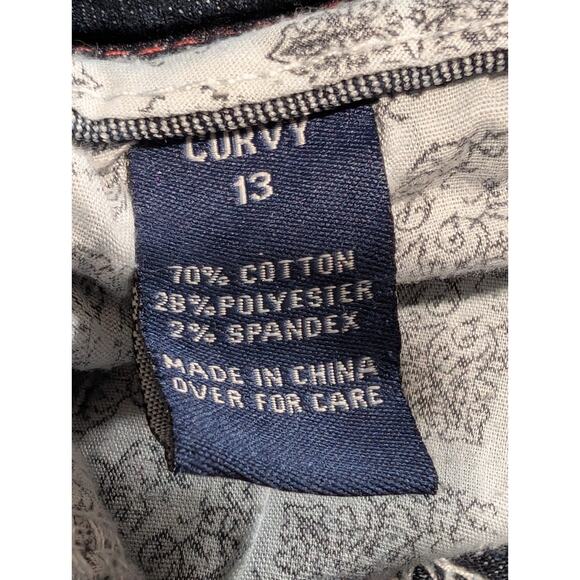 CURVY
13
70% COTTON
28% POLYESTER
2% SPANDEX
MADE IN CHINA
OVER FOR CARE